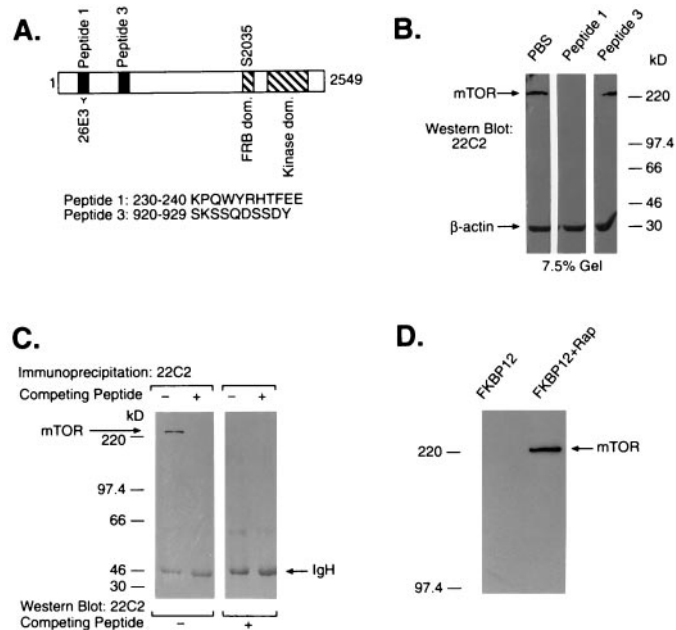 A.
Peptide 1
Peptide 3
S2035
1
2549
26E3
FRB dom.
Kinase dom.
Peptide 1: 230-240 KPQWYRHTFEE
Peptide 3: 920-929 SKSSQDSSDY
B.
PBS
Peptide 1
Peptide 3
kD
mTOR
220
Western Blot:
22C2
97.4
66
46
β-actin
30
7.5% Gel
C.
Immunoprecipitation: 22C2
Competing Peptide
− + − +
kD
mTOR
220
97.4
66
46
IgH
30
Western Blot: 22C2
Competing Peptide
− +
D.
FKBP12
FKBP12+Rap
220
mTOR
97.4